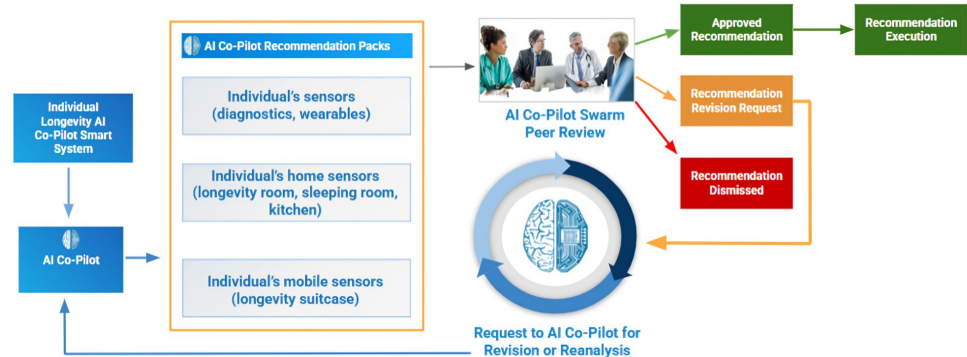 Individual
Longevity AI
Co-Pilot Smart
System
AI Co-Pilot
AI Co-Pilot Recommendation Packs
Individual's sensors
(diagnostics, wearables)
Individual's home sensors
(longevity room, sleeping room,
kitchen)
Individual's mobile sensors
(longevity suitcase)
AI Co-Pilot Swarm
Peer Review
Approved
Recommendation
Recommendation
Execution
Recommendation
Revision Request
Recommendation
Dismissed
Request to AI Co-Pilot for
Revision or Reanalysis